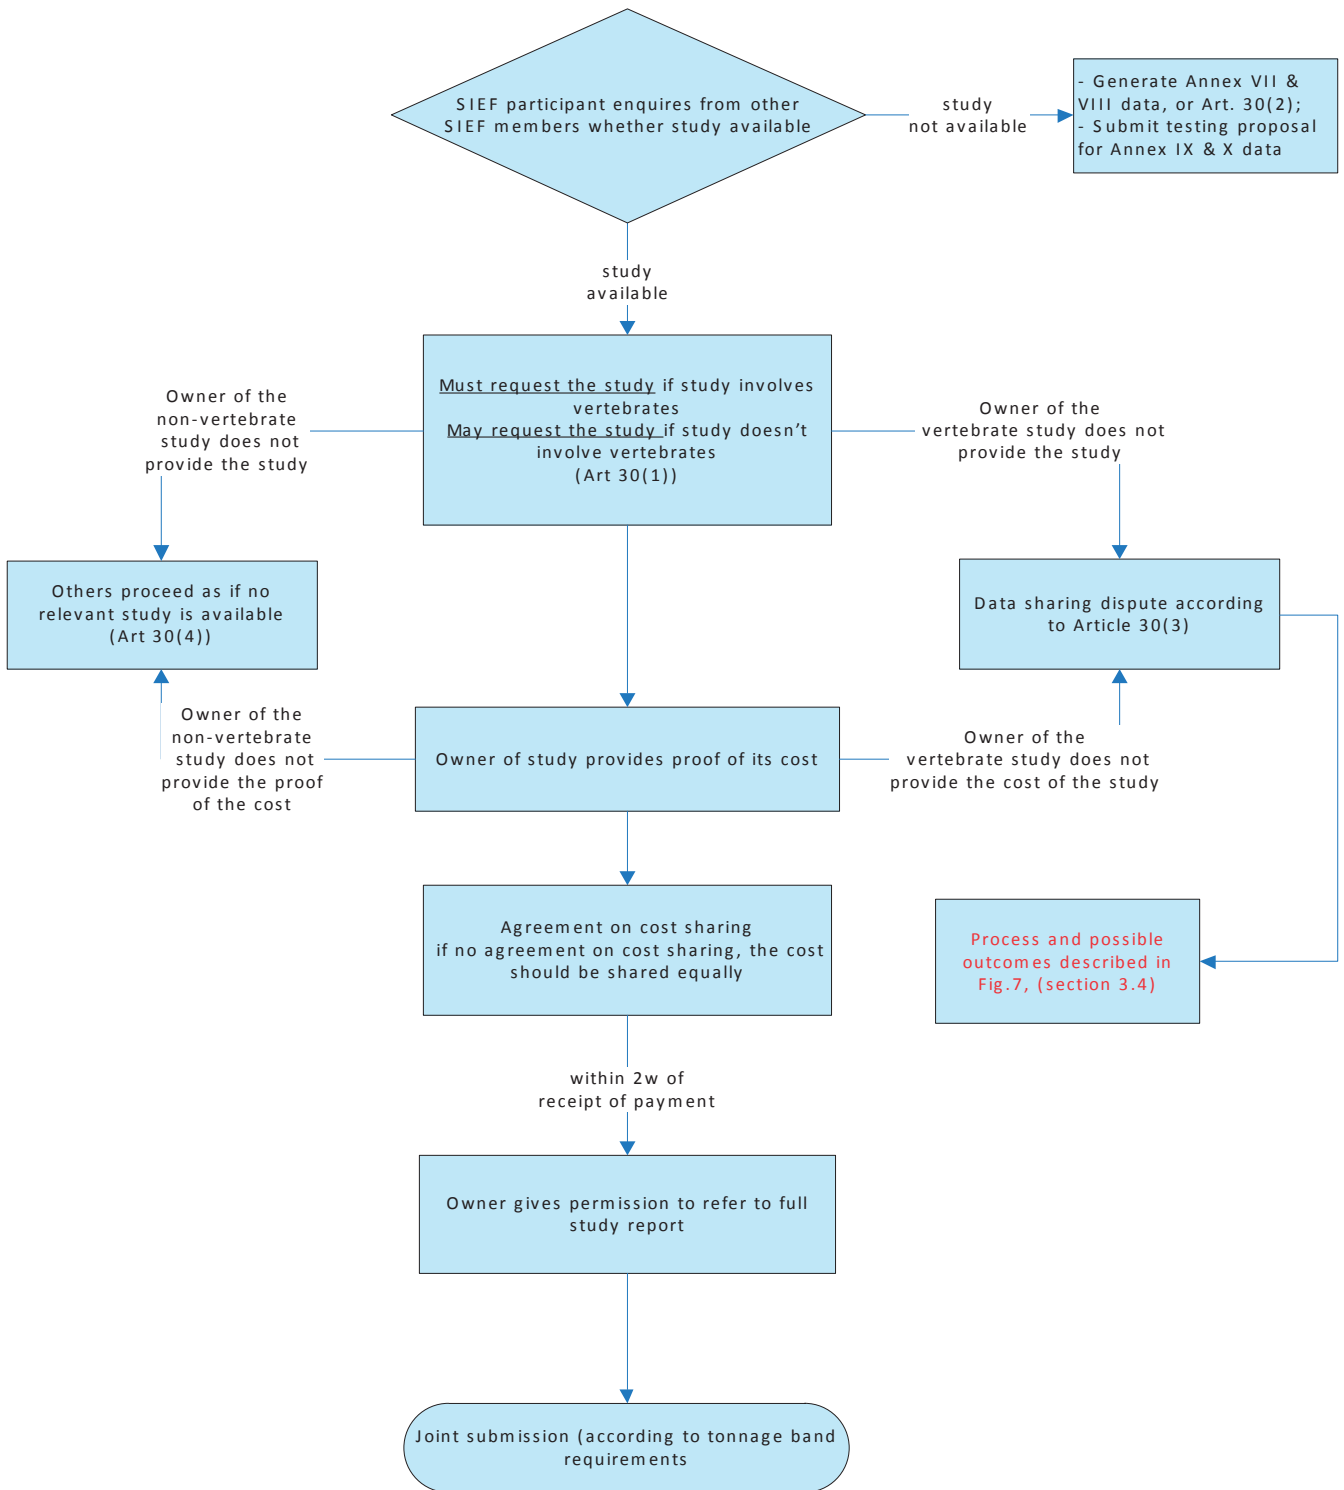 SIEF participant enquires from other
SIEF members whether study available
study
not available
- Generate Annex VII &
VIII data, or Art. 30(2);
- Submit testing proposal
for Annex IX & X data
study
available
Must request the study if study involves
vertebrates
May request the study if study doesn't
involve vertebrates
(Art 30(1))
Owner of the
non-vertebrate
study does not
provide the study
Owner of the
vertebrate study does not
provide the study
Others proceed as if no
relevant study is available
(Art 30(4))
Data sharing dispute according
to Article 30(3)
Owner of the
non-vertebrate
study does not
provide the proof
of the cost
Owner of study provides proof of its cost
Owner of the
vertebrate study does not
provide the cost of the study
Agreement on cost sharing
if no agreement on cost sharing, the cost
should be shared equally
Process and possible
outcomes described in
Fig.7, (section 3.4)
within 2w of
receipt of payment
Owner gives permission to refer to full
study report
Joint submission (according to tonnage band
requirements